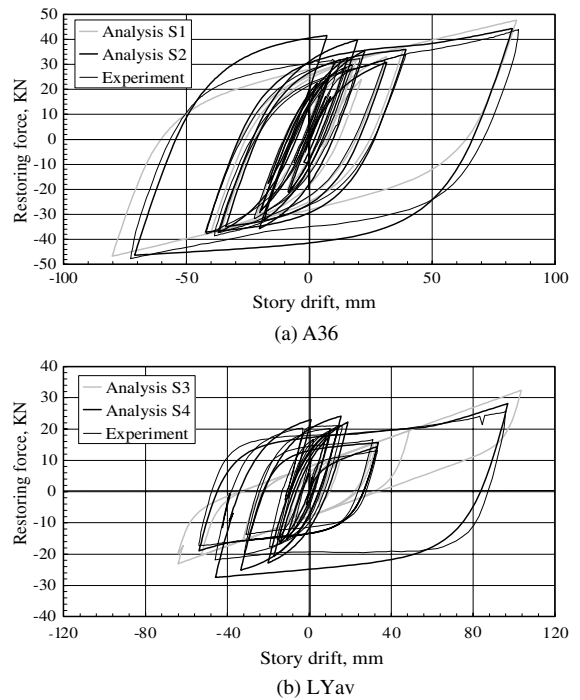 50
40
30
20
10
0
-10
-20
-30
-40
-50
Restoring force, KN
Analysis S1
Analysis S2
Experiment
-100 -50 0 50 100
Story drift, mm
(a) A36
40
30
20
10
0
-10
-20
-30
-40
Restoring force, KN
Analysis S3
Analysis S4
Experiment
-120 -80 -40 0 40 80 120
Story drift, mm
(b) LYav